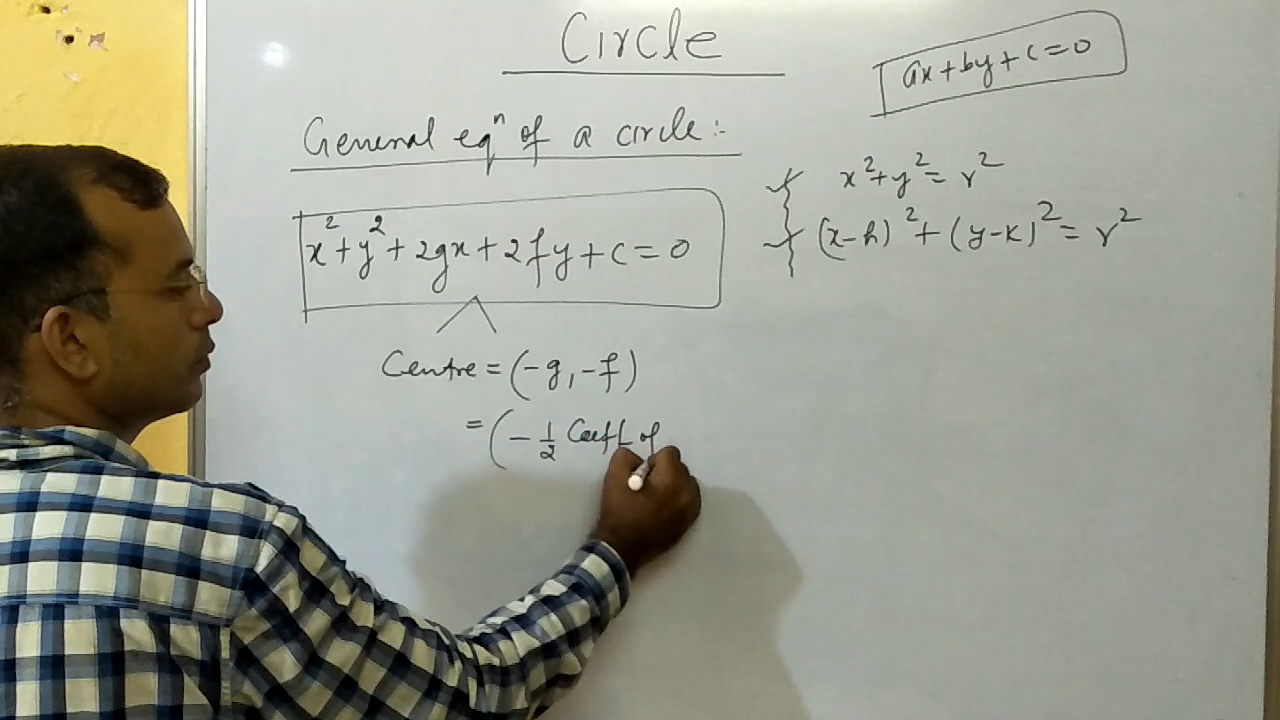 Circle
ax+by+c=0
General eqⁿ of a circle:-
x²+y²+2gx+2fy+c=0
x²+y²=r²
(x-h)²+(y-k)²=r²
Centre=(-g,-f)
=(-1/2 Coeff of